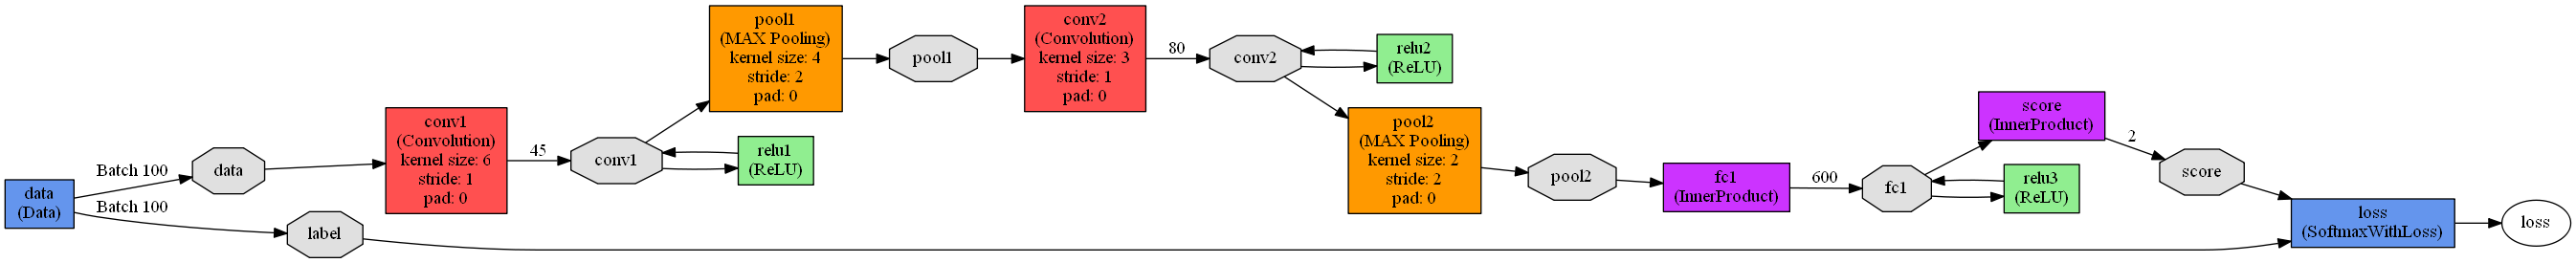 data
(Data)
Batch 100
Batch 100
data
label
conv1
(Convolution)
kernel size: 6
stride: 1
pad: 0
45
conv1
relu1
(ReLU)
pool1
(MAX Pooling)
kernel size: 4
stride: 2
pad: 0
pool1
conv2
(Convolution)
kernel size: 3
stride: 1
pad: 0
80
conv2
relu2
(ReLU)
pool2
(MAX Pooling)
kernel size: 2
stride: 2
pad: 0
pool2
fc1
(InnerProduct)
600
fc1
relu3
(ReLU)
score
(InnerProduct)
2
score
loss
(SoftmaxWithLoss)
loss